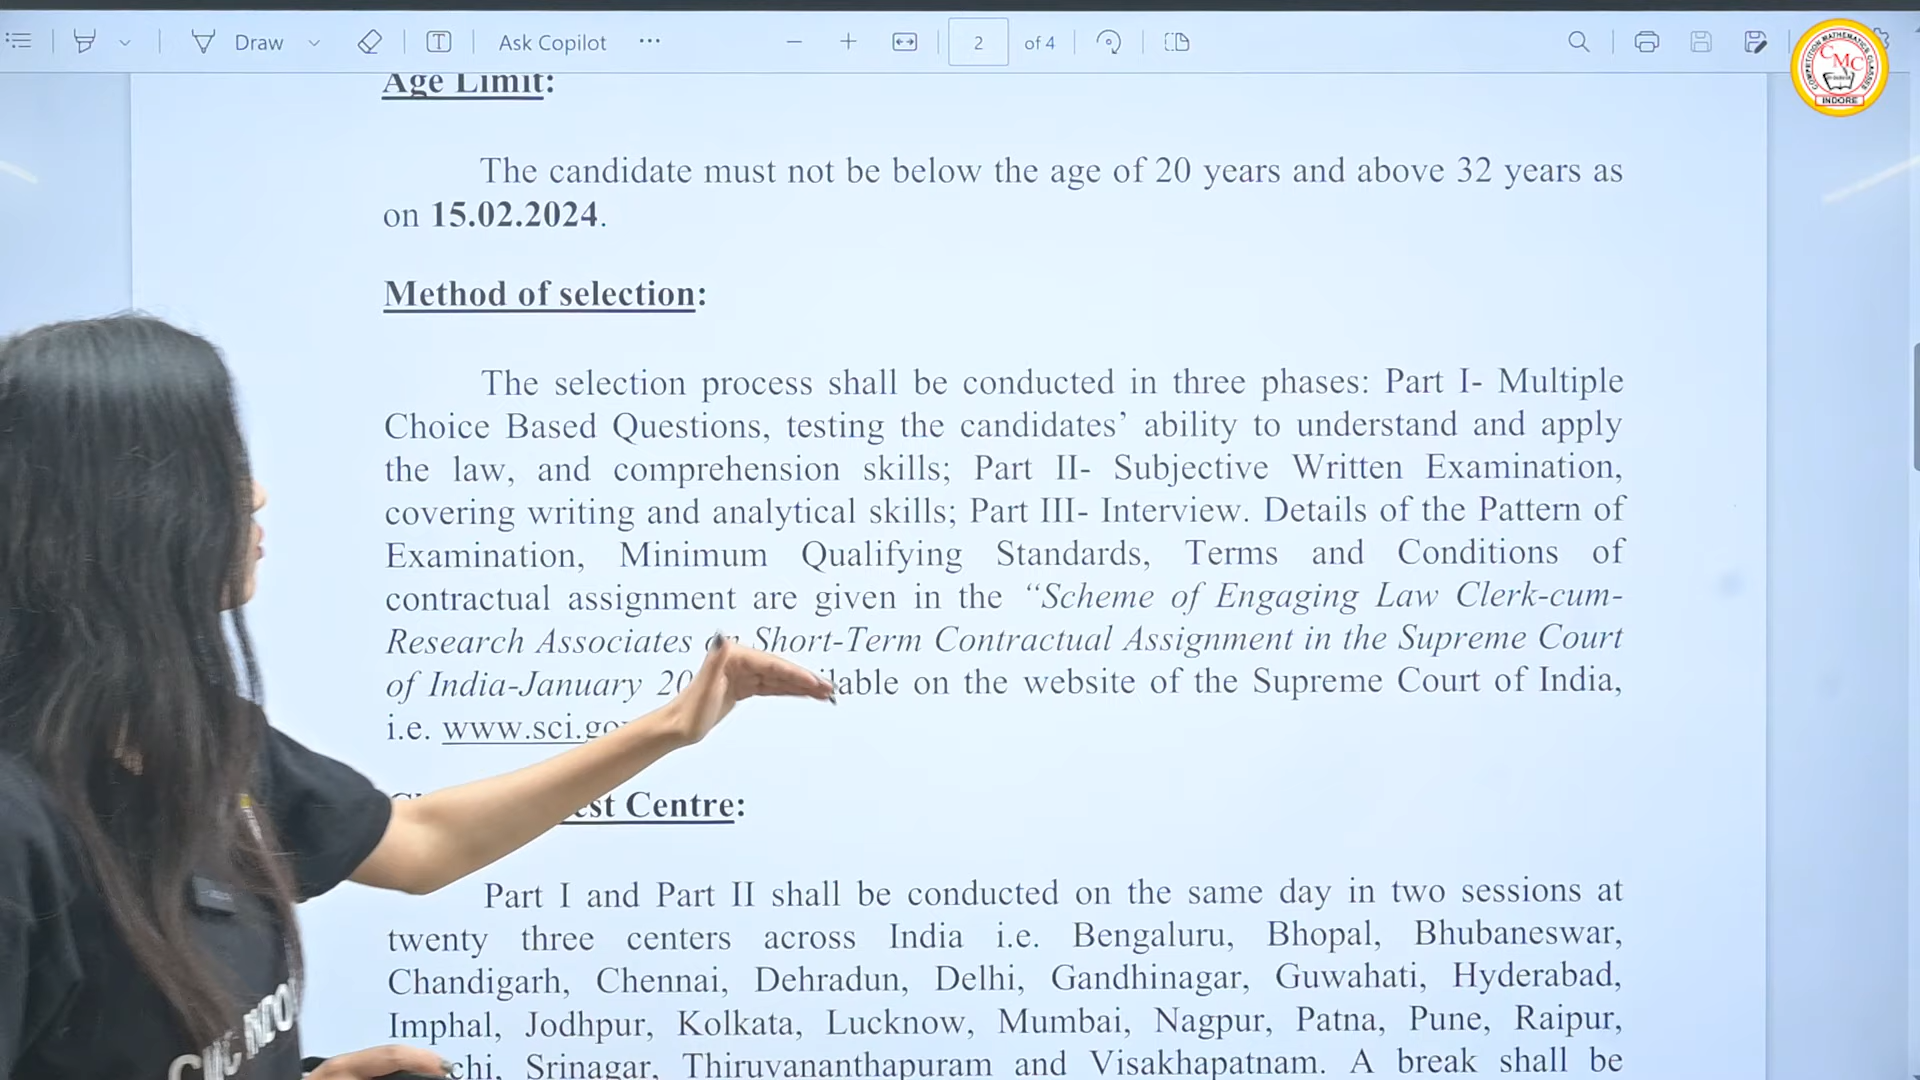 Draw
Ask Copilot
2
of 4
COMPETITION MATHEMATICS CLASSES
CMC
INDORE
Age Limit:
The candidate must not be below the age of 20 years and above 32 years as
on 15.02.2024.
Method of selection:
The selection process shall be conducted in three phases: Part I- Multiple
Choice Based Questions, testing the candidates’ ability to understand and apply
the law, and comprehension skills; Part II- Subjective Written Examination,
covering writing and analytical skills; Part III- Interview. Details of the Pattern of
Examination, Minimum Qualifying Standards, Terms and Conditions of
contractual assignment are given in the “Scheme of Engaging Law Clerk-cum-
Research Associates Short-Term Contractual Assignment in the Supreme Court
of India-January on the website of the Supreme Court of India,
i.e. www.sci.go
Centre:
Part I and Part II shall be conducted on the same day in two sessions at
twenty three centers across India i.e. Bengaluru, Bhopal, Bhubaneswar,
Chandigarh, Chennai, Dehradun, Delhi, Gandhinagar, Guwahati, Hyderabad,
Imphal, Jodhpur, Kolkata, Lucknow, Mumbai, Nagpur, Patna, Pune, Raipur,
Srinagar, Thiruvananthapuram and Visakhapatnam. A break shall be
CMC INDO